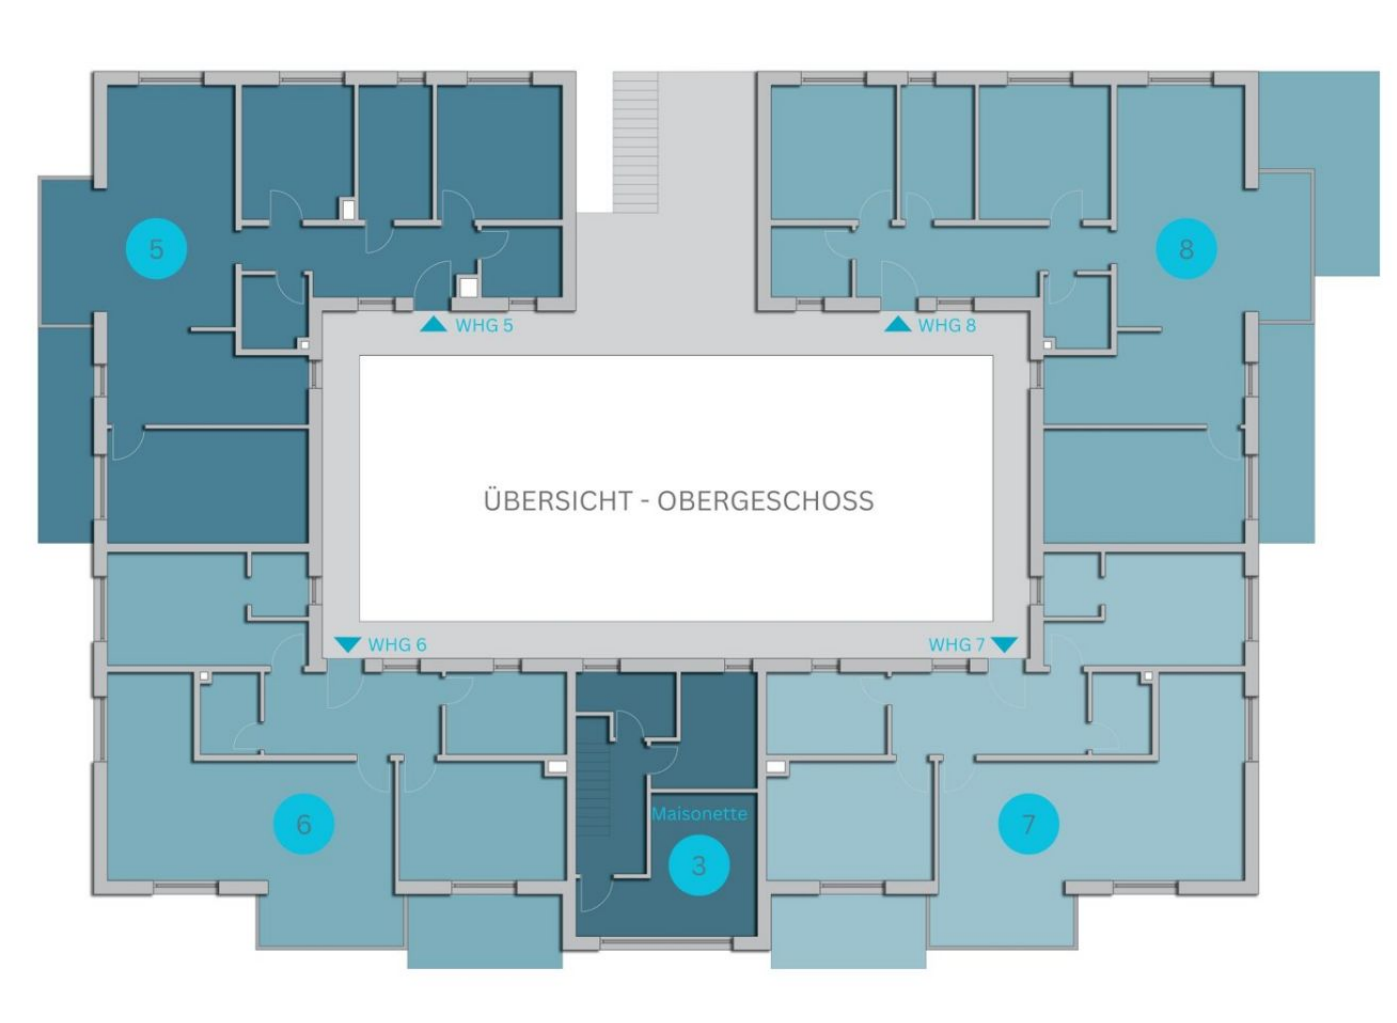 5
8
WHG 5
WHG 8
ÜBERSICHT - OBERGESCHOSS
WHG 6
WHG 7
6
Maisonette
3
7